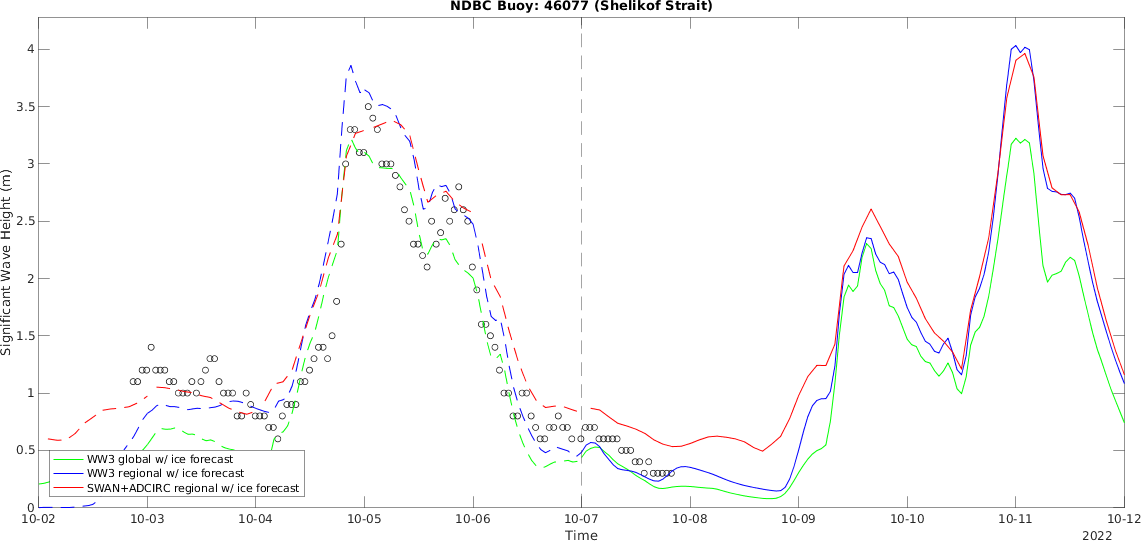 NDBC Buoy: 46077 (Shelikof Strait)
Significant Wave Height (m)
4
3.5
3
2.5
2
1.5
1
0.5
0
WW3 global w/ ice forecast
WW3 regional w/ ice forecast
SWAN+ADCIRC regional w/ ice forecast
10-02 10-03 10-04 10-05 10-06 10-07 10-08 10-09 10-10 10-11 10-12
Time
2022